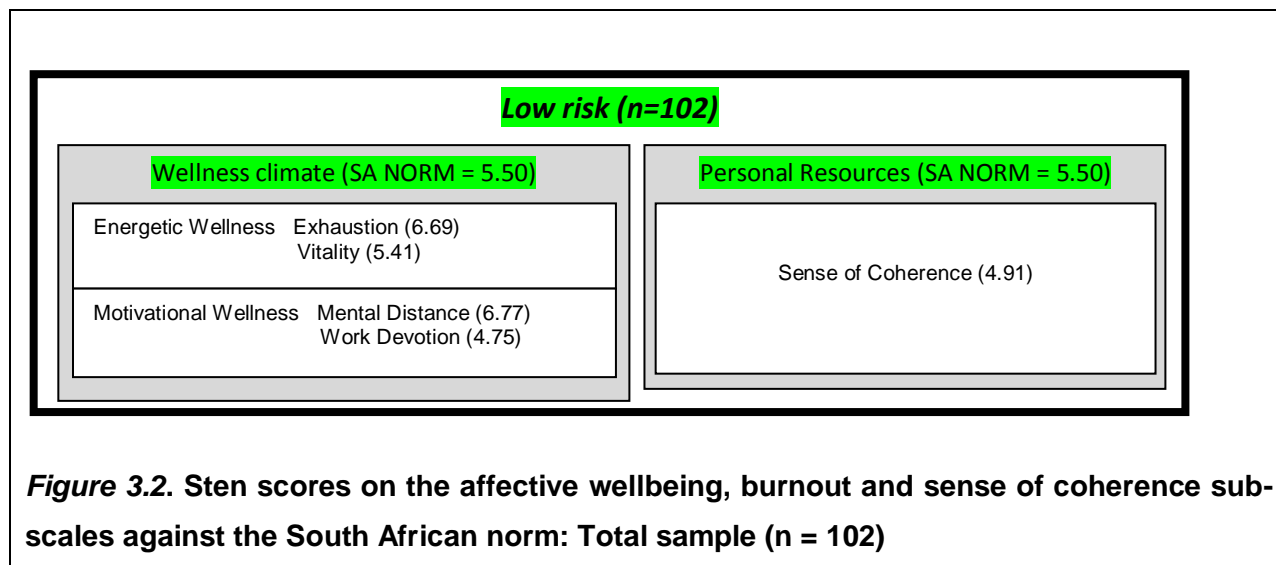 Low risk (n=102)
Wellness climate (SA NORM = 5.50)
Energetic Wellness Exhaustion (6.69)
Vitality (5.41)
Motivational Wellness Mental Distance (6.77)
Work Devotion (4.75)
Personal Resources (SA NORM = 5.50)
Sense of Coherence (4.91)
Figure 3.2. Sten scores on the affective wellbeing, burnout and sense of coherence sub-
scales against the South African norm: Total sample (n = 102)